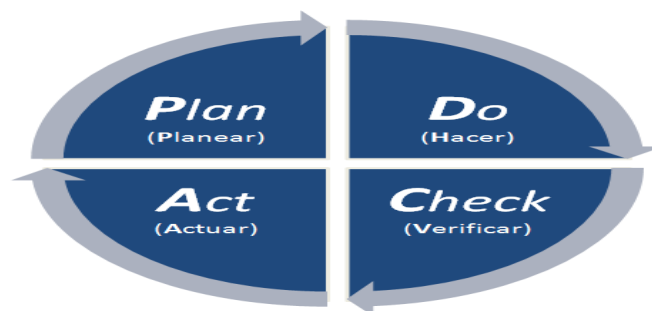 Plan
(Planear)
Do
(Hacer)
Act
(Actuar)
Check
(Verificar)